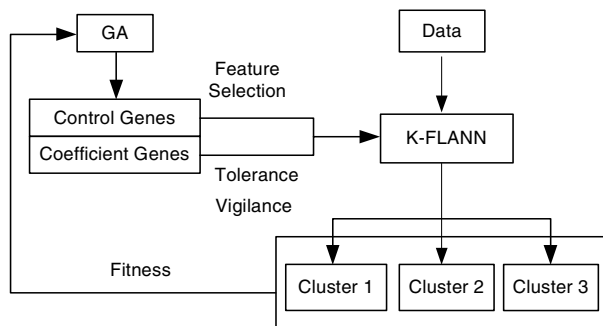 GA
Data
Feature
Selection
Control Genes
Coefficient Genes
K-FLANN
Tolerance
Vigilance
Fitness
Cluster 1
Cluster 2
Cluster 3